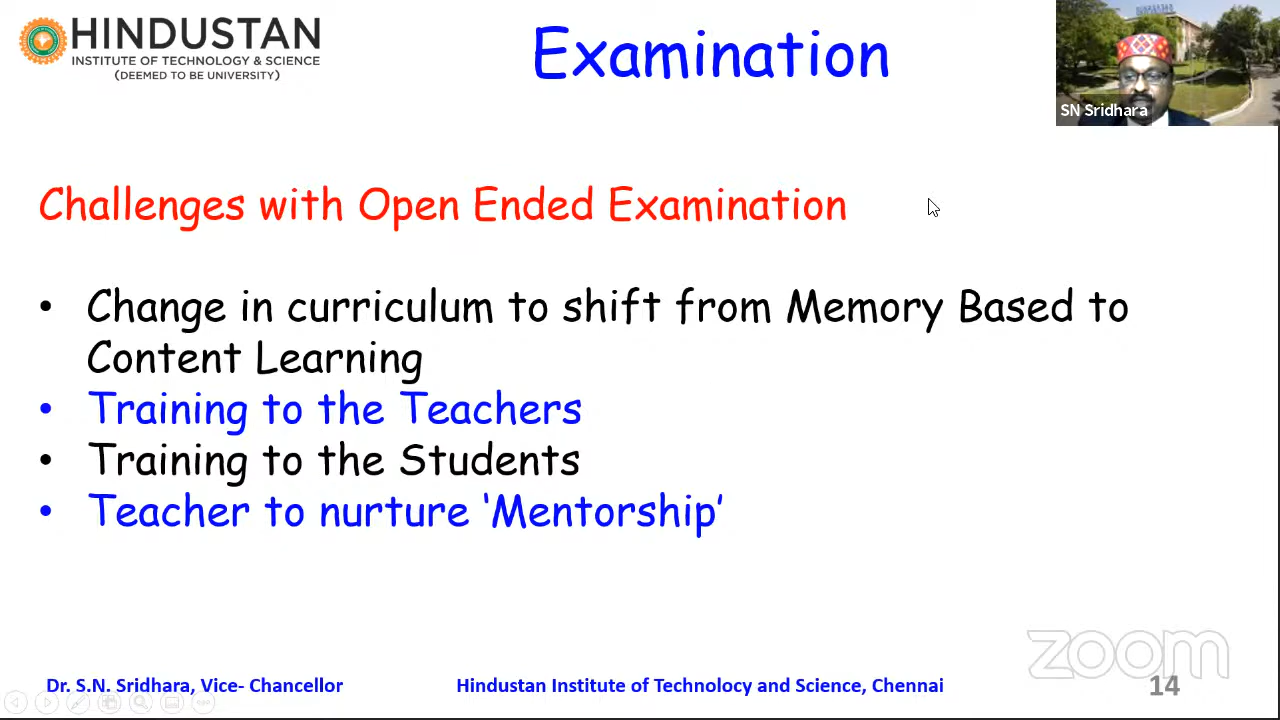 HINDUSTAN
INSTITUTE OF TECHNOLOGY & SCIENCE
(DEEMED TO BE UNIVERSITY)
Examination
SN Sridhara
Challenges with Open Ended Examination
• Change in curriculum to shift from Memory Based to
Content Learning
• Training to the Teachers
• Training to the Students
• Teacher to nurture ‘Mentorship’
zoom
Dr. S.N. Sridhara, Vice- Chancellor
Hindustan Institute of Technology and Science, Chennai
14